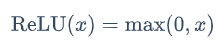 ReLU(x) = max(0, x)